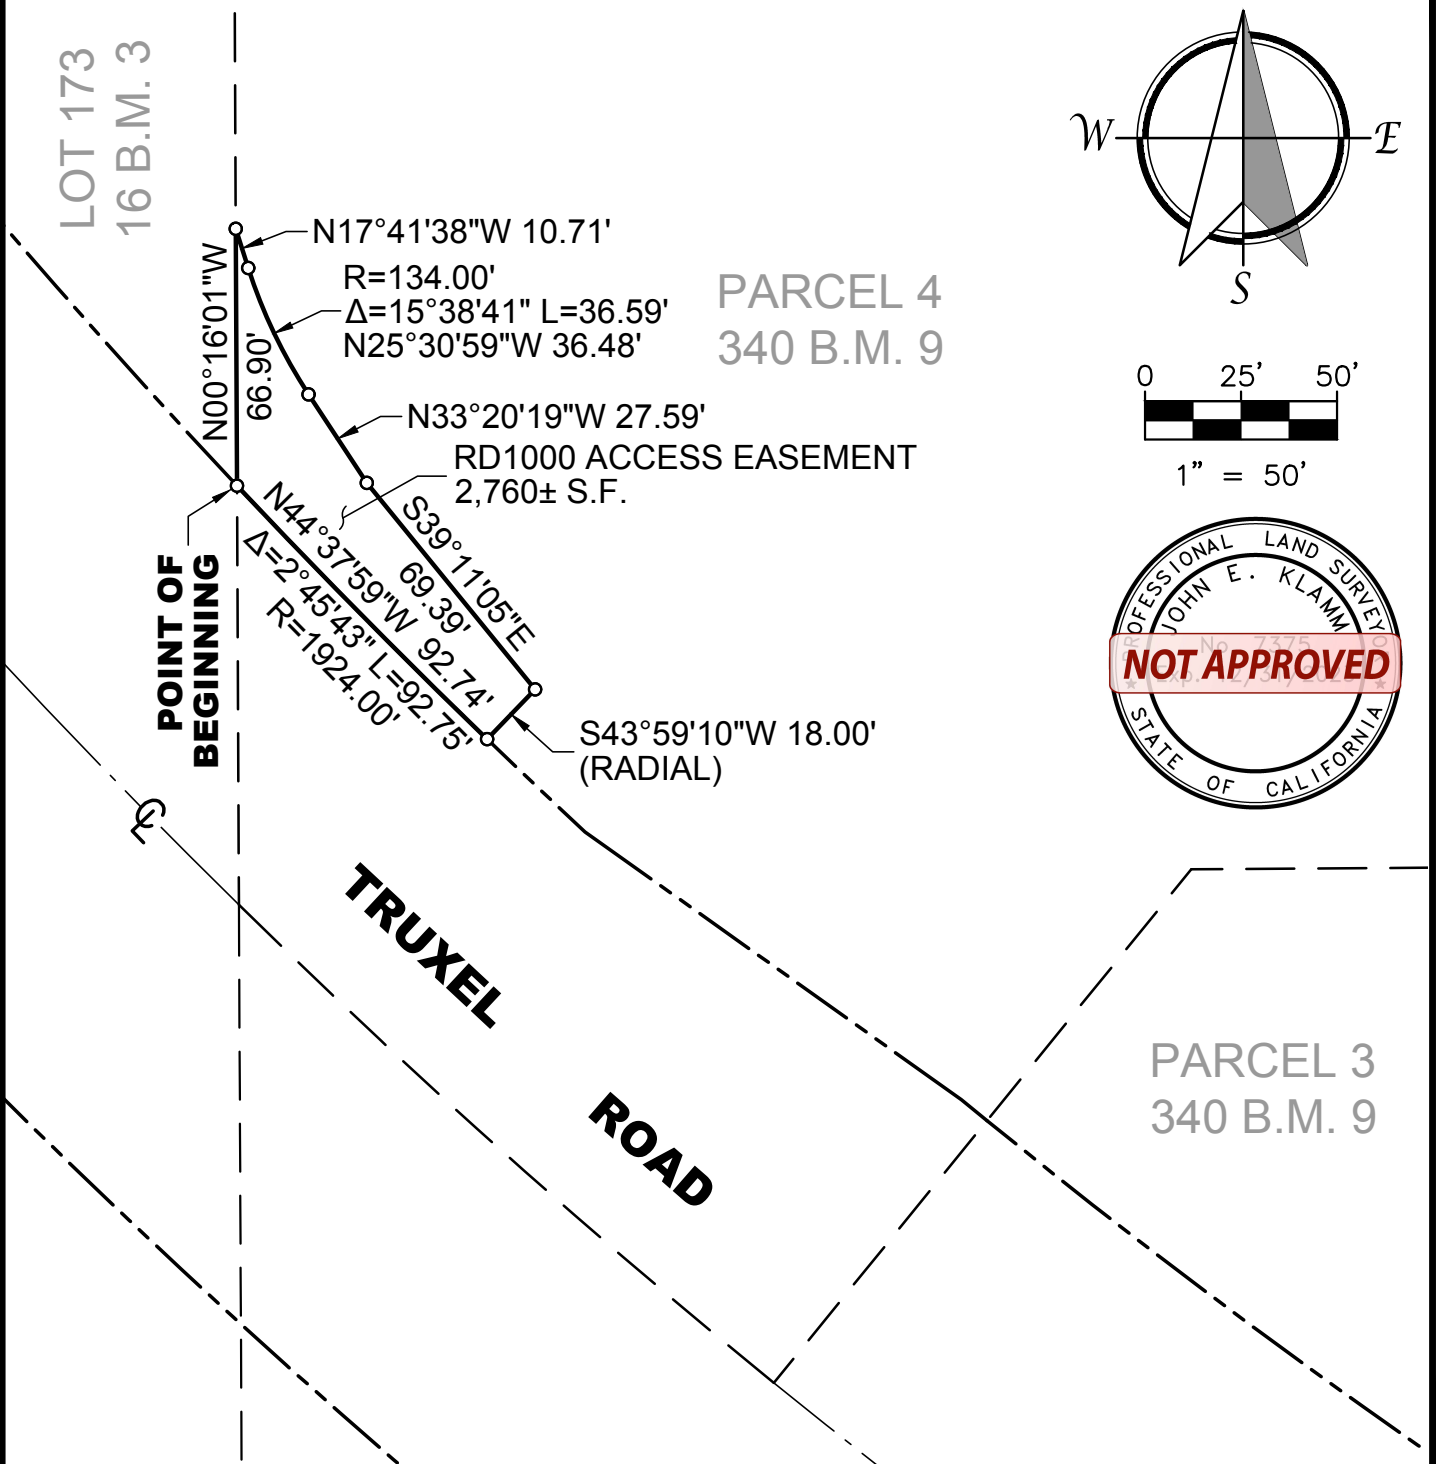 LOT 173
16 B.M. 3
N17°41'38"W 10.71'
R=134.00'
Δ=15°38'41" L=36.59'
N25°30'59"W 36.48'
PARCEL 4
340 B.M. 9
N00°16'01"W
66.90'
N33°20'19"W 27.59'
RD1000 ACCESS EASEMENT
2,760± S.F.
S39°11'05"E
69.39'
N44°37'59"W 92.74'
Δ=2°45'43" L=92.75'
R=1924.00'
POINT OF
BEGINNING
S43°59'10"W 18.00'
(RADIAL)
W
E
S
0 25' 50'
1" = 50'
PROFESSIONAL LAND SURVEYOR
JOHN E. KLAMM
No. 7375
NOT APPROVED
STATE OF CALIFORNIA
CL
TRUXEL
ROAD
PARCEL 3
340 B.M. 9